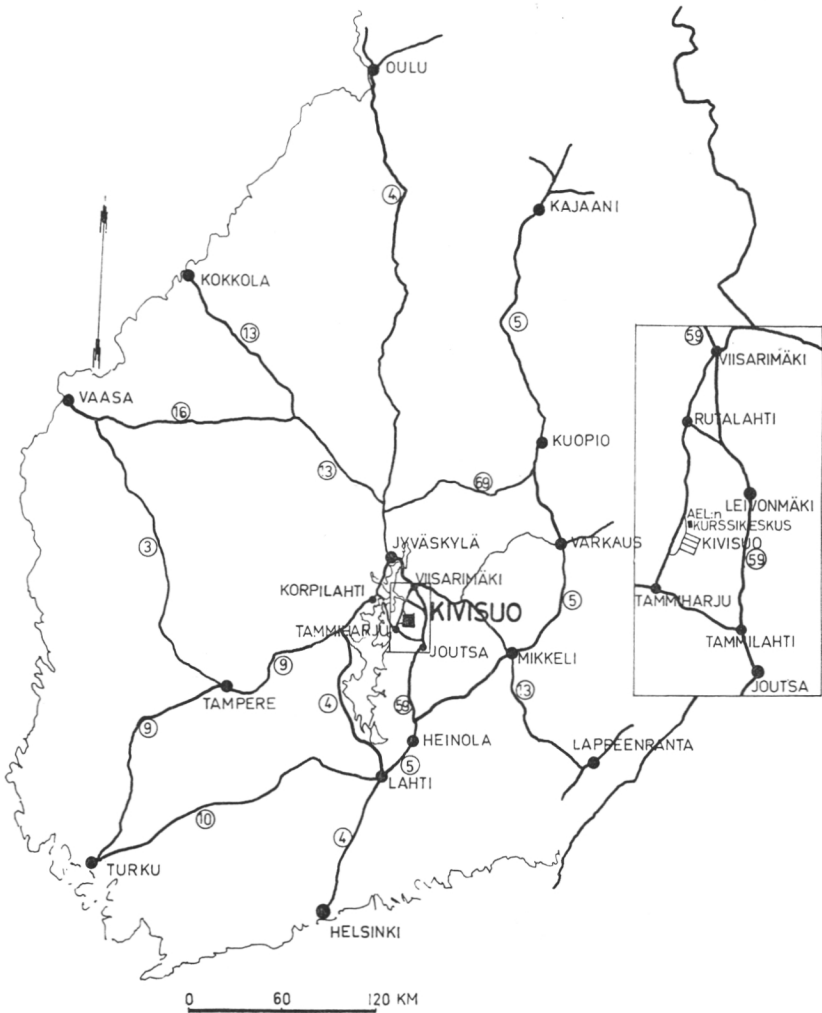 OULU
4
KAJAANI
KOKKOLA
13
5
59
VIISARIMÄKI
VAASA
16
RUTALAHTI
KUOPIO
13
69
LEIVONMÄKI
AEL:n
KURSSIKESKUS
KIVISUO
3
JYVÄSKYLÄ
VARKAUS
59
VIISARIMÄKI
KORPILAHTI
5
TAMMIHARJU
KIVISUO
TAMMIHARJU
TAMMILAHTI
JOUTSA
MIKKELI
9
JOUTSA
TAMPERE
4
59
13
9
HEINOLA
LAPPEENRANTA
5
LAHTI
10
4
TURKU
HELSINKI
0 60 120 KM